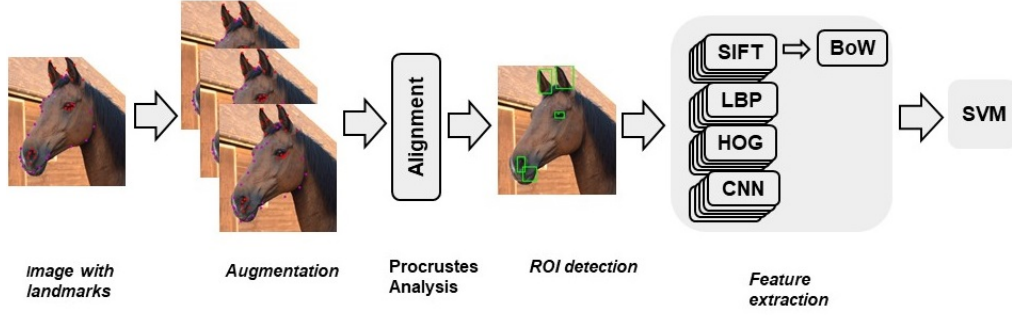 SIFT
BoW
LBP
HOG
CNN
Alignment
SVM
Image with
landmarks
Augmentation
Procrustes
Analysis
ROI detection
Feature
extraction